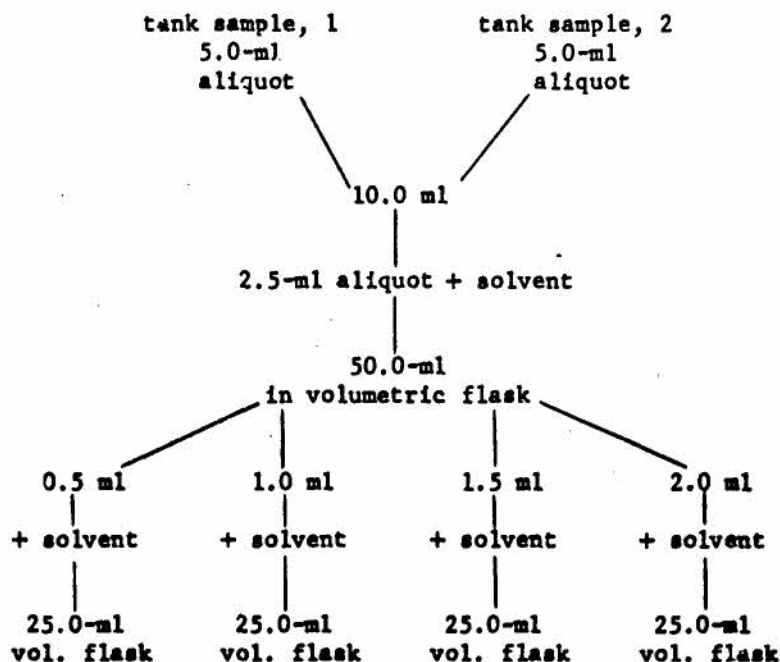 tank sample, 1 tank sample, 2
5.0-ml 5.0-ml
aliquot aliquot
10.0 ml
2.5-ml aliquot + solvent
50.0-ml
in volumetric flask
0.5 ml 1.0 ml 1.5 ml 2.0 ml
+ solvent + solvent + solvent + solvent
25.0-ml 25.0-ml 25.0-ml 25.0-ml
vol. flask vol. flask vol. flask vol. flask